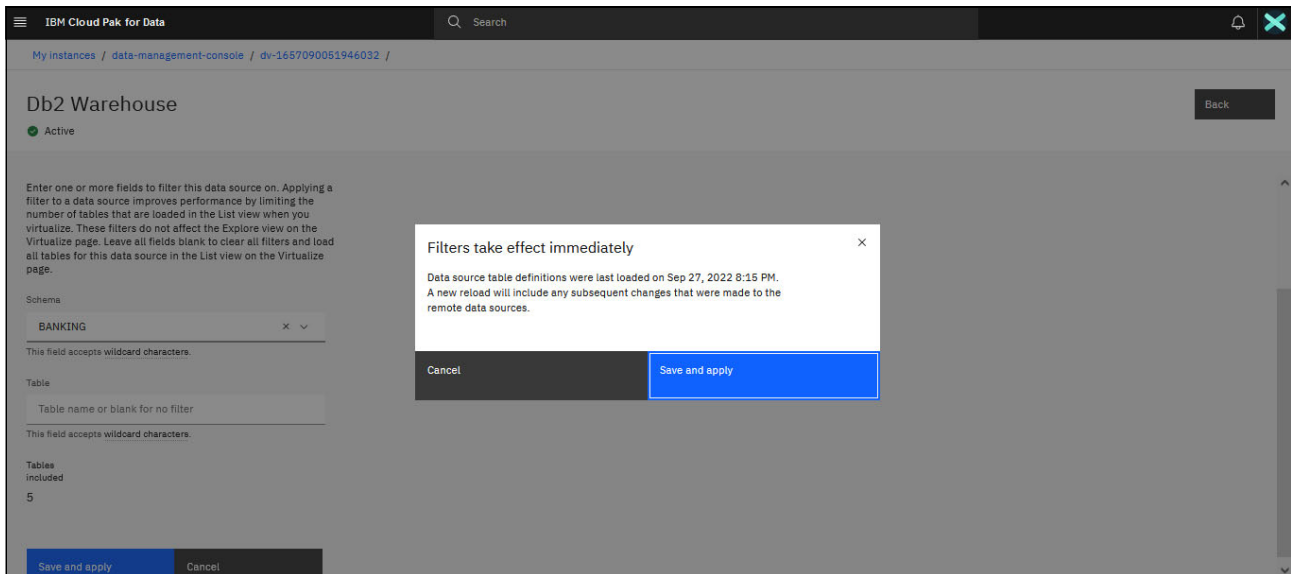 IBM Cloud Pak for Data
Search
My instances / data-management-console / dv-1657090051946032 /
Db2 Warehouse
Back
Active
Enter one or more fields to filter this data source on. Applying a
filter to a data source improves performance by limiting the
number of tables that are loaded in the List view when you
virtualize. These filters do not affect the Explore view on the
Virtualize page. Leave all fields blank to clear all filters and load
all tables for this data source in the List view on the Virtualize
page.
Schema
BANKING
This field accepts wildcard characters.
Table
Table name or blank for no filter
This field accepts wildcard characters.
Tables
included
5
Save and apply
Cancel
Filters take effect immediately
Data source table definitions were last loaded on Sep 27, 2022 8:15 PM.
A new reload will include any subsequent changes that were made to the
remote data sources.
Cancel
Save and apply